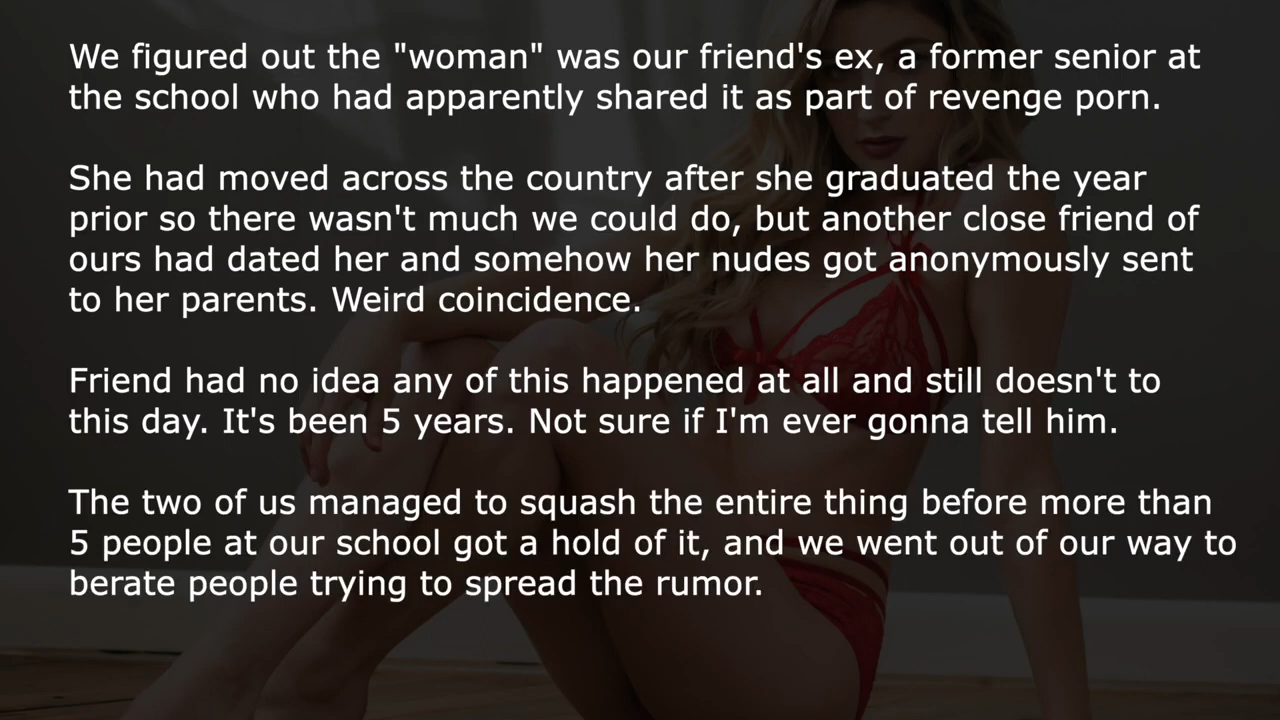 We figured out the "woman" was our friend's ex, a former senior at
the school who had apparently shared it as part of revenge porn.
She had moved across the country after she graduated the year
prior so there wasn't much we could do, but another close friend of
ours had dated her and somehow her nudes got anonymously sent
to her parents. Weird coincidence.
Friend had no idea any of this happened at all and still doesn't to
this day. It's been 5 years. Not sure if I'm ever gonna tell him.
The two of us managed to squash the entire thing before more than
5 people at our school got a hold of it, and we went out of our way to
berate people trying to spread the rumor.